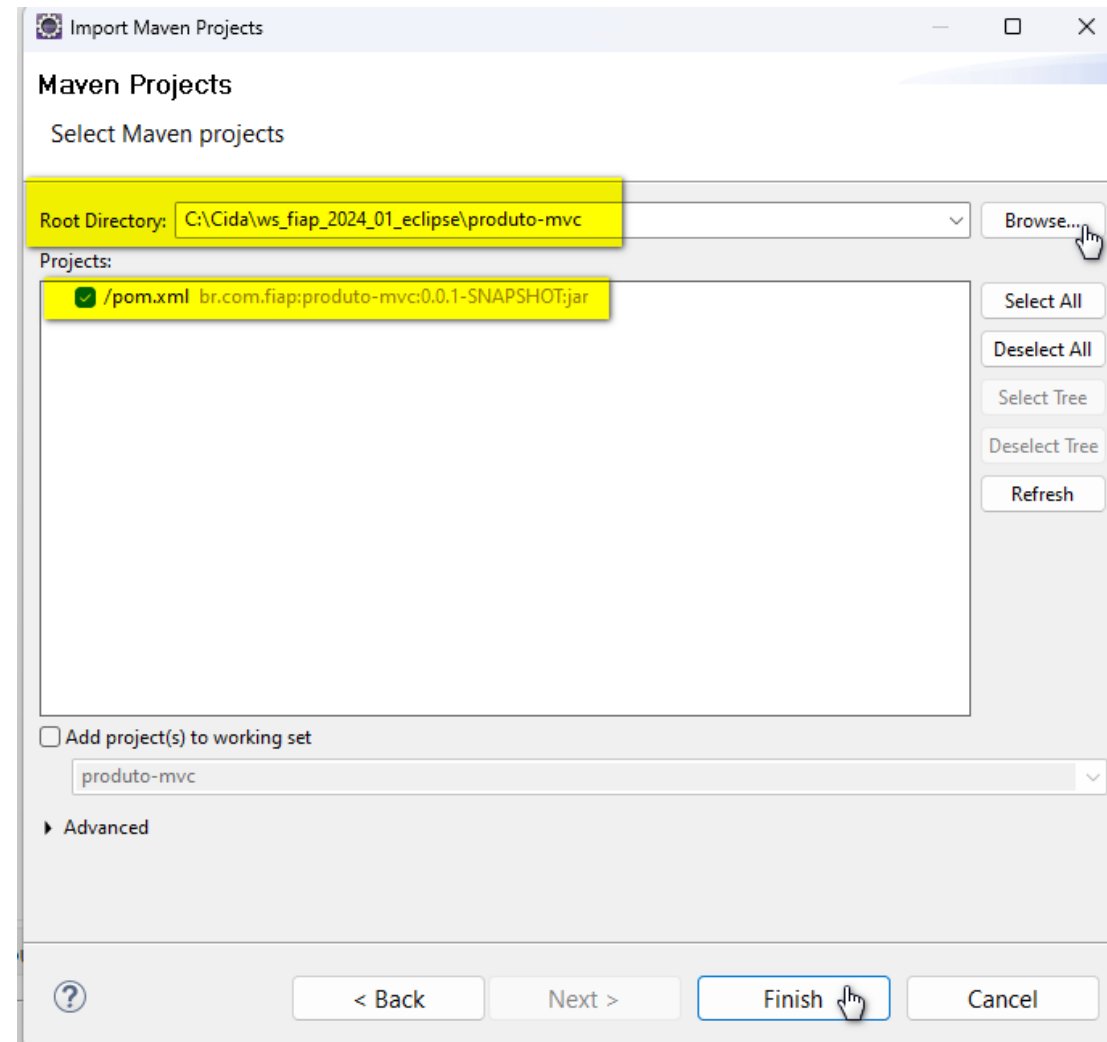 Import Maven Projects
Maven Projects
Select Maven projects
Root Directory: C:\Cida\ws_fiap_2024_01_eclipse\produto-mvc Browse...
Projects:
/pom.xml br.com.fiap:produto-mvc:0.0.1-SNAPSHOT:jar
Select All
Deselect All
Select Tree
Deselect Tree
Refresh
Add project(s) to working set
produto-mvc
Advanced
? < Back Next > Finish Cancel